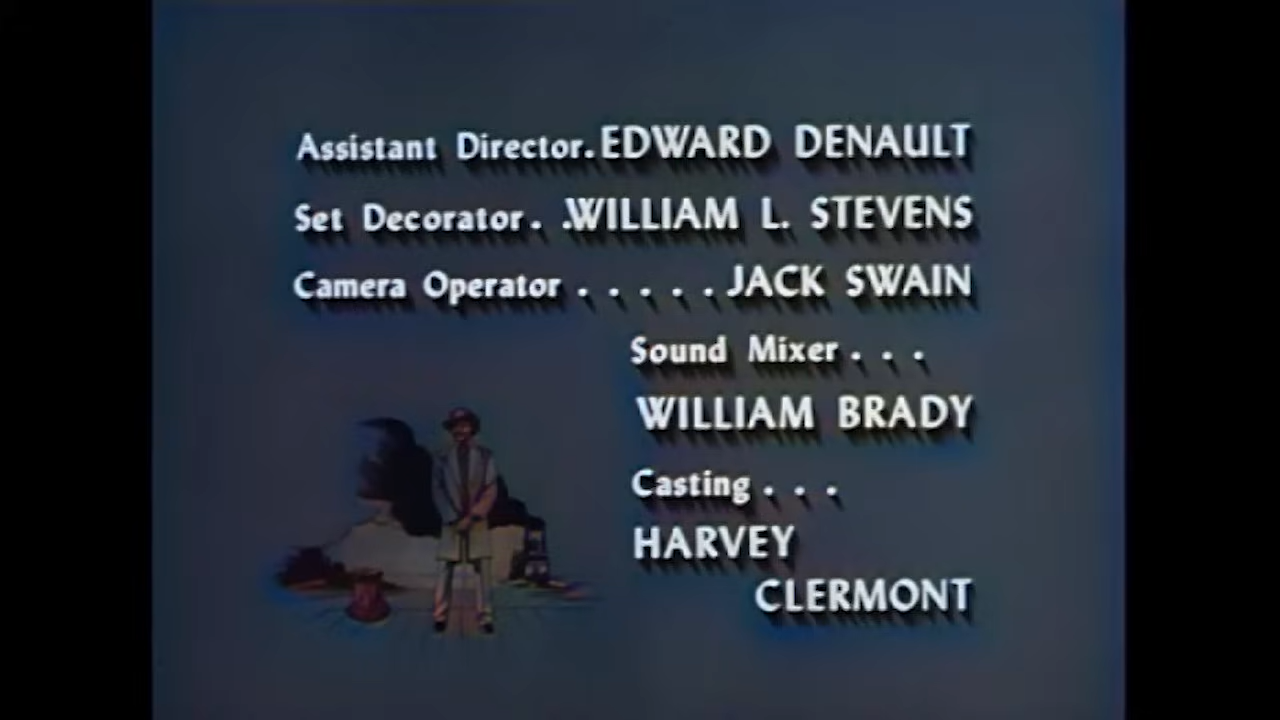 Assistant Director.EDWARD DENAULT
Set Decorator. .WILLIAM L. STEVENS
Camera Operator . . . . . JACK SWAIN
Sound Mixer . . .
WILLIAM BRADY
Casting . . .
HARVEY
CLERMONT